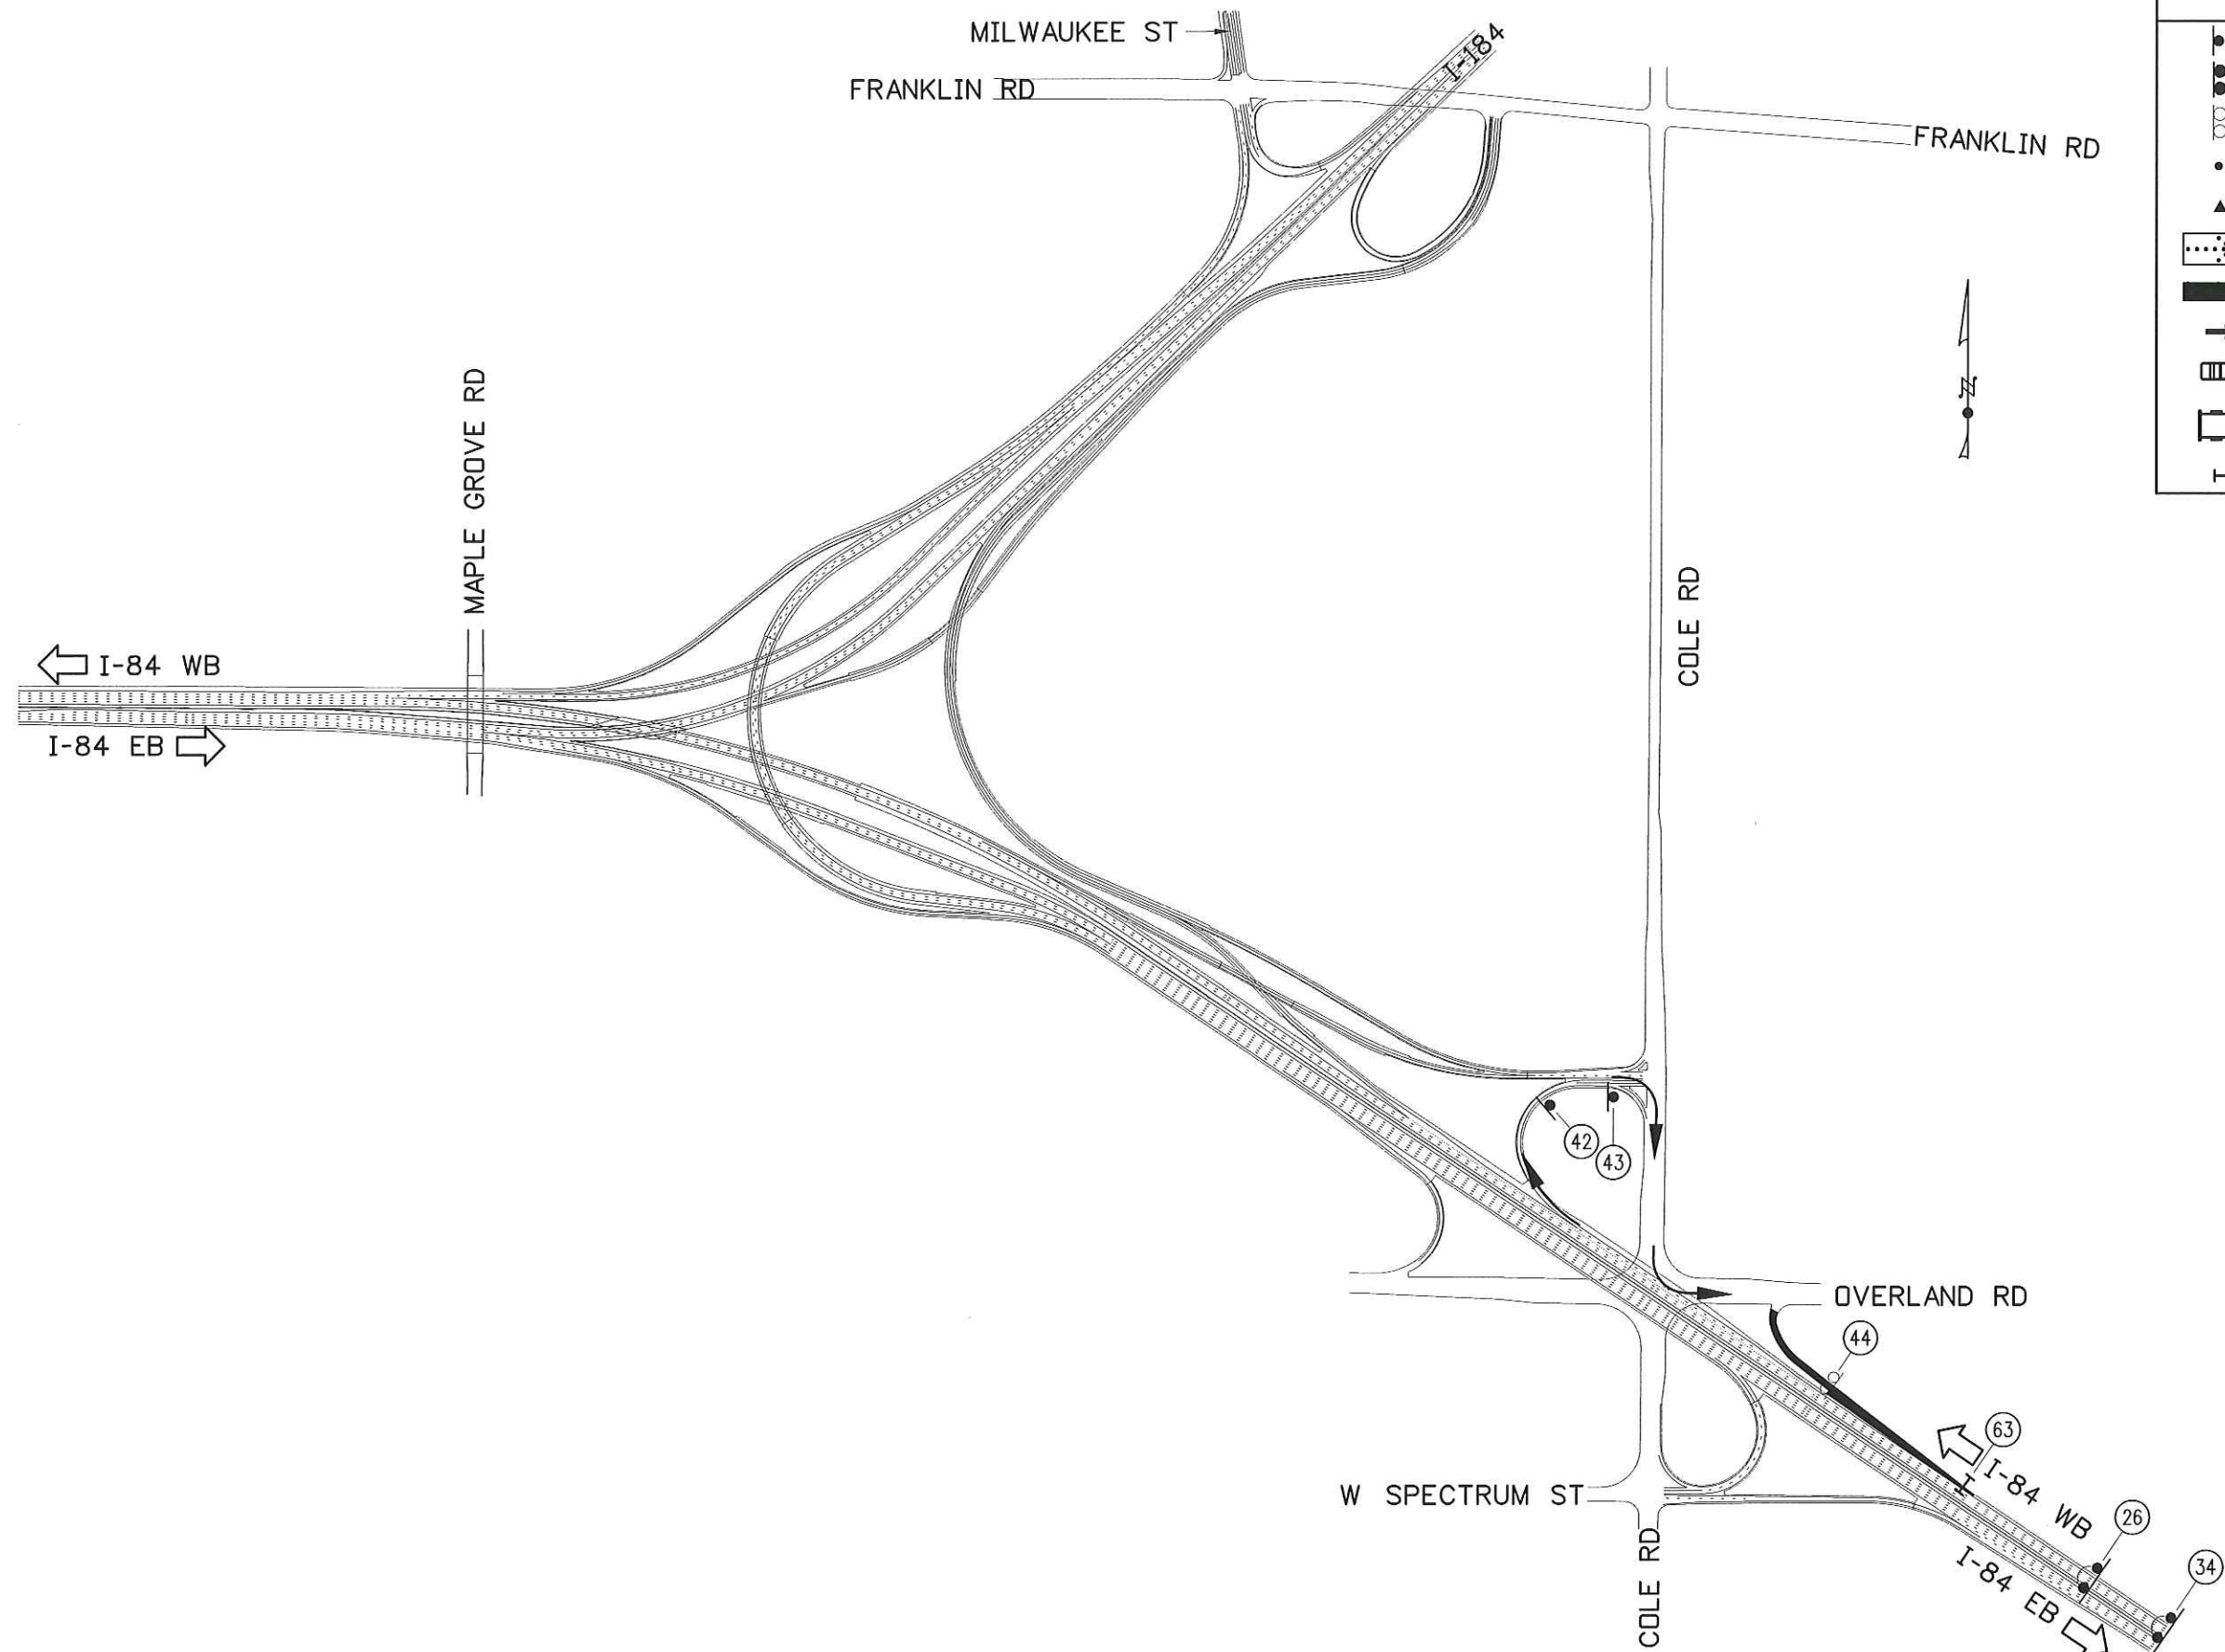 MILWAUKEE ST
I-184
FRANKLIN RD
FRANKLIN RD
N
MAPLE GROVE RD
COLE RD
I-84 WB
I-84 EB
42
43
OVERLAND RD
44
63
I-84 WB
W SPECTRUM ST
26
COLE RD
I-84 EB
34